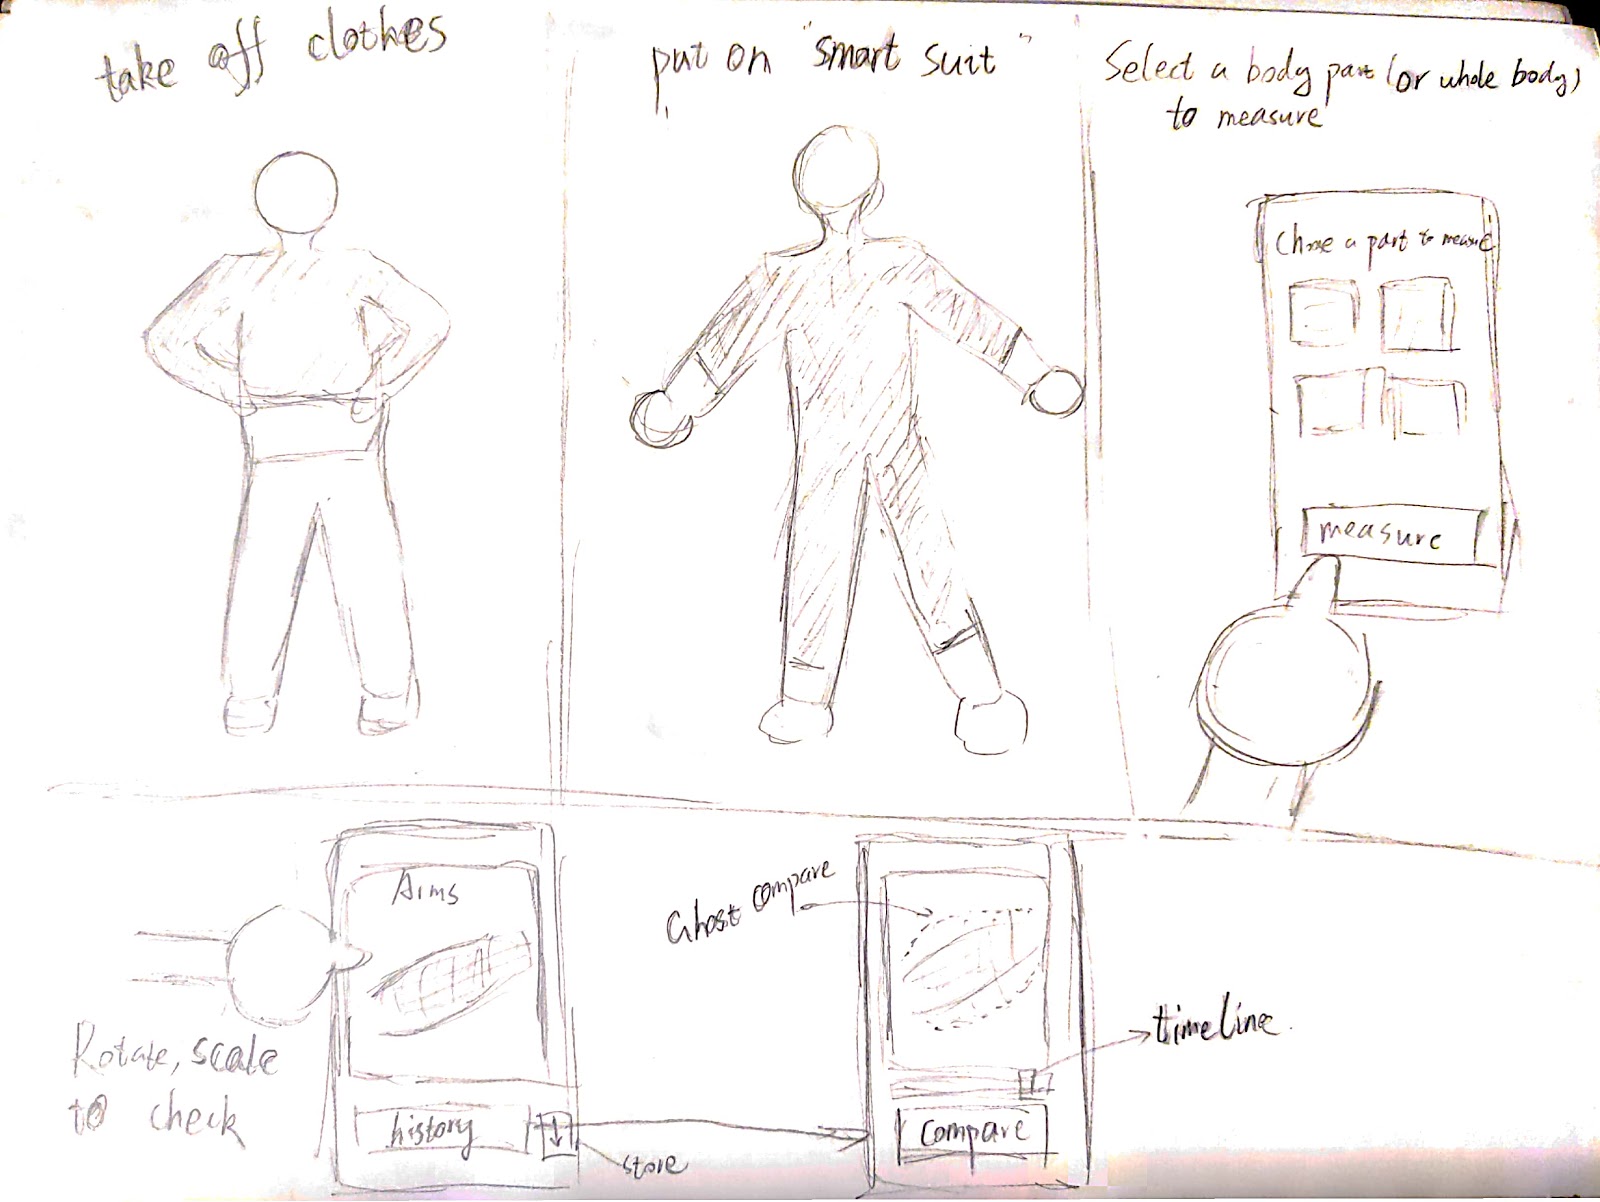 take off clothes
put on "smart suit"
Select a body part (or whole body)
to measure
Choose a part to measure
measure
Arms
Rotate, scale
to check
history
store
Ghost compare
timeline
compare